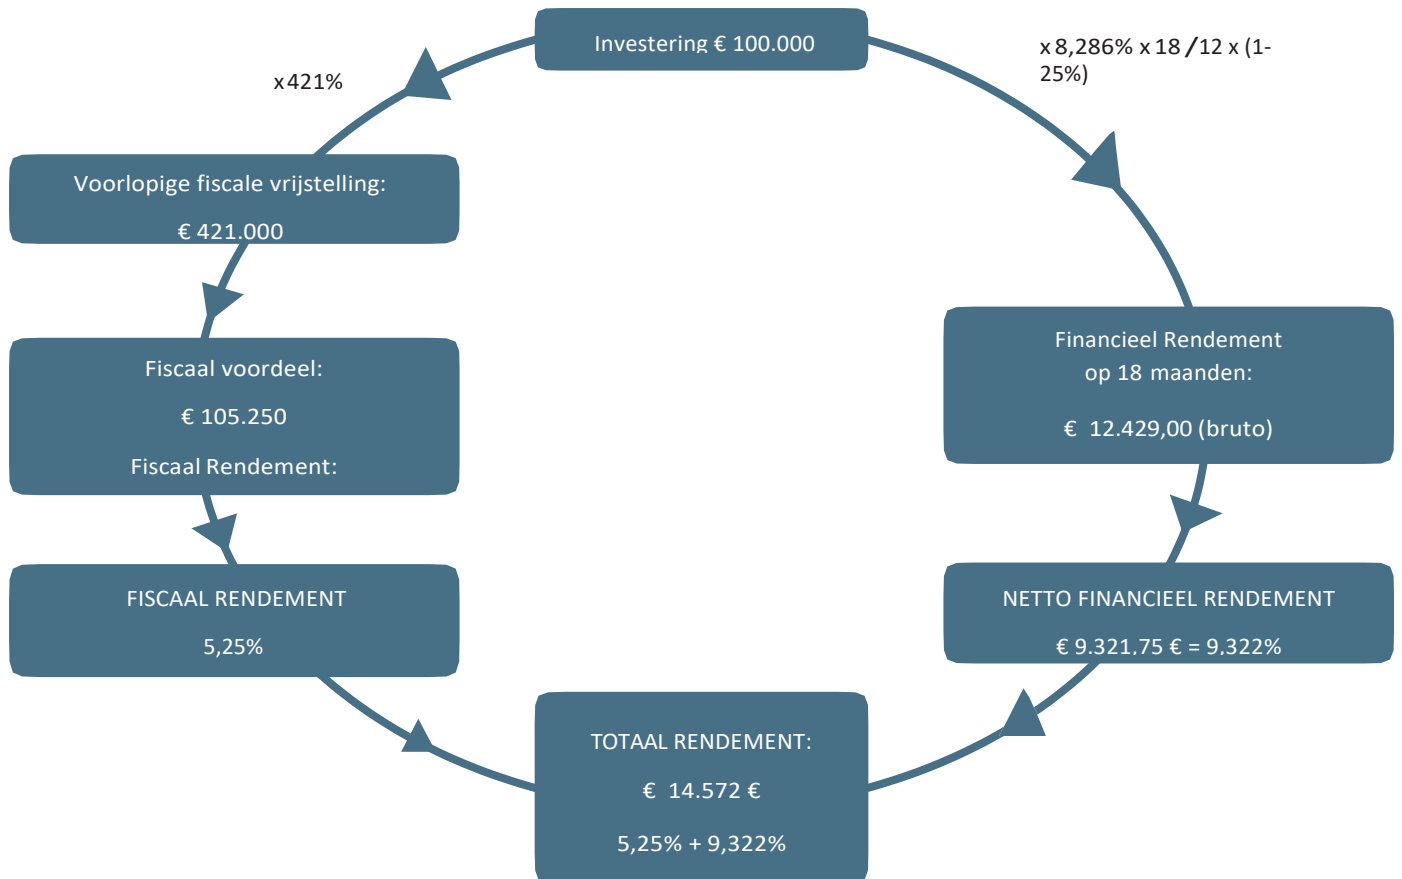 Investering € 100.000
x 421%
x 8,286% x 18 / 12 x (1-
25%)
Voorlopige fiscale vrijstelling:
€ 421.000
Fiscaal voordeel:
€ 105.250
Fiscaal Rendement:
Financieel Rendement
op 18 maanden:
€ 12.429,00 (bruto)
FISCAAL RENDEMENT
5,25%
NETTO FINANCIEEL RENDEMENT
€ 9.321,75 € = 9,322%
TOTAAL RENDEMENT:
€ 14.572 €
5,25% + 9,322%